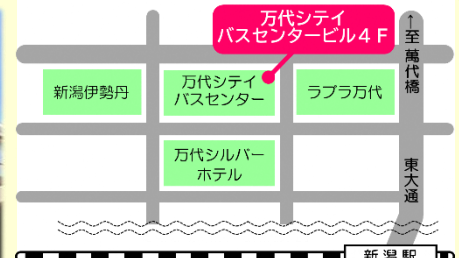 万代シテイ
バスセンタービル4F
↑至
萬代橋
新潟伊勢丹
万代シテイ
バスセンター
ラブラ万代
万代シルバー
ホテル
東大通
新潟駅